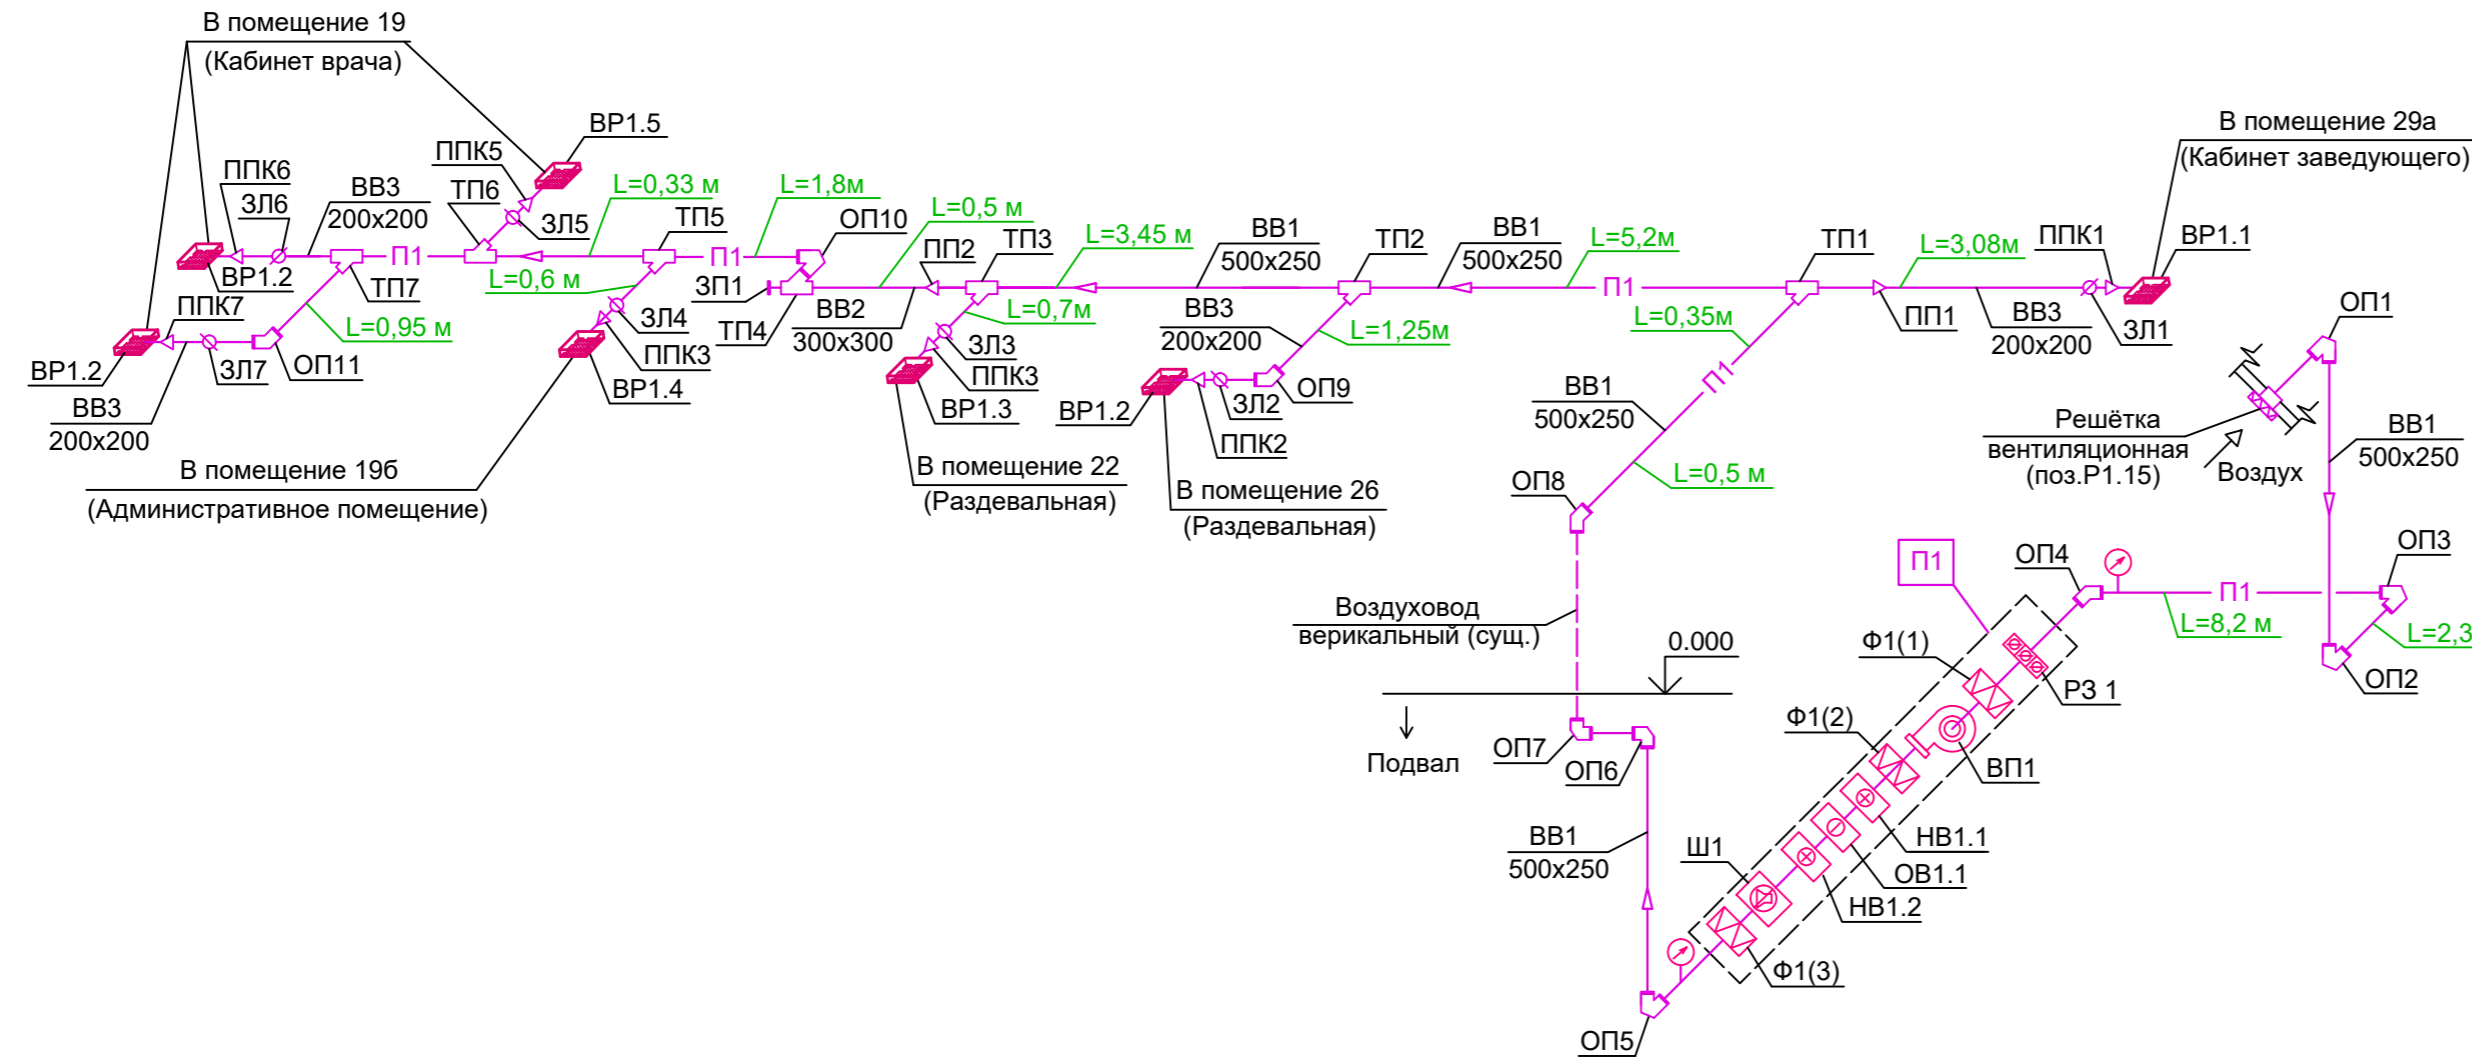 В помещение 19
(Кабинет врача)
ВР1.5
ППК5
ППК6
ВВ3
200х200
ЗЛ6
ТП6
ЗЛ5
L=0,33 м
L=1,8м
ТП5
ОП10
L=0,5 м
L=3,45 м
ТП3
ПП2
ВВ1
500х250
ТП2
ВВ1
500х250
L=5,2м
ТП1
L=3,08м
ППК1
ВР1.1
В помещение 29а
(Кабинет заведующего)
П1
П1
П1
ВР1.2
ТП7
L=0,6 м
ЗП1
ТП4
ВВ2
300х300
L=0,7м
ВВ3
200х200
L=1,25м
L=0,35м
ПП1
ВВ3
200х200
ЗЛ1
ОП1
ППК7
L=0,95 м
ЗЛ4
ППК3
ЗЛ3
ППК3
П1
ВР1.2
ЗЛ7
ОП11
ВР1.4
ВР1.3
ВР1.2
ЗЛ2
ОП9
ППК2
ВВ3
200х200
ВВ1
500х250
Решётка
вентиляционная
(поз.Р1.15)
Воздух
ВВ1
500х250
В помещение 19б
(Административное помещение)
В помещение 22
(Раздевальная)
В помещение 26
(Раздевальная)
ОП8
L=0,5 м
П1
ОП4
ОП3
П1
L=8,2 м
L=2,3
Воздуховод
верикальный (сущ.)
0.000
Ф1(1)
РЗ 1
ОП2
Ф1(2)
ОП7
ОП6
Подвал
ВП1
ВВ1
500х250
Ш1
НВ1.1
ОВ1.1
НВ1.2
Ф1(3)
ОП5